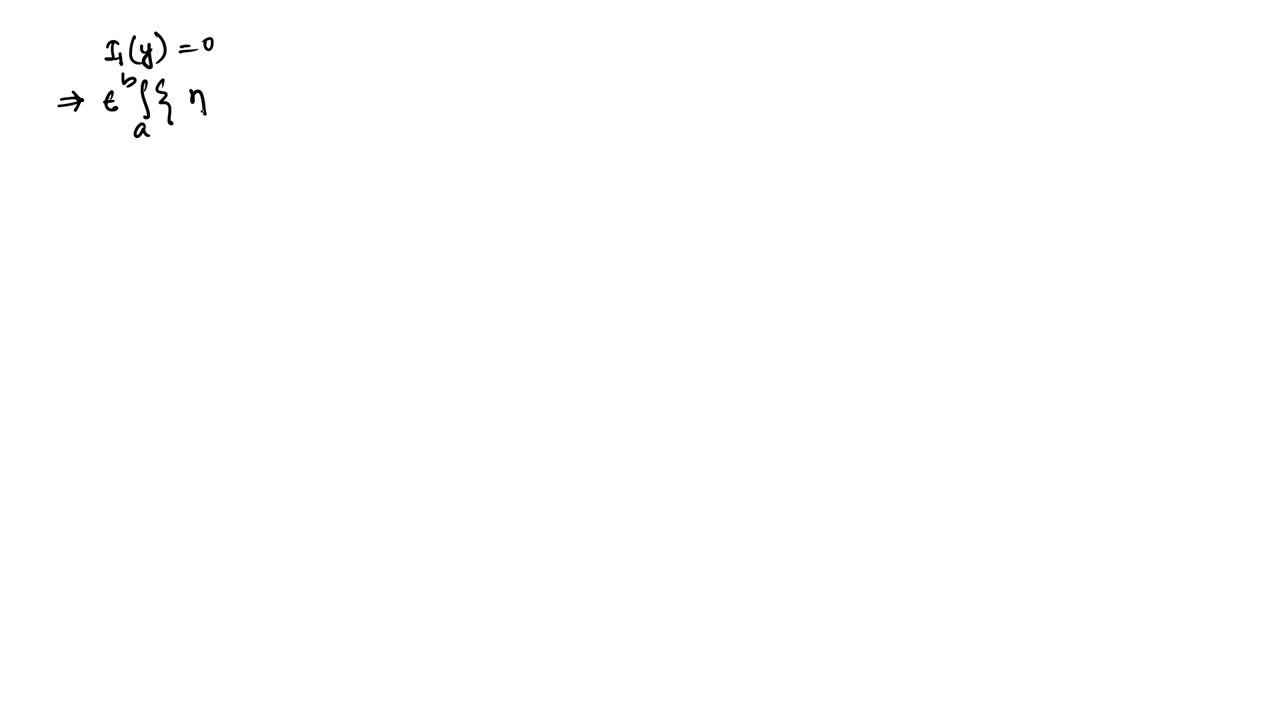 I₁(y) = 0
⇒ ϵ ∫ₐᵇ { η